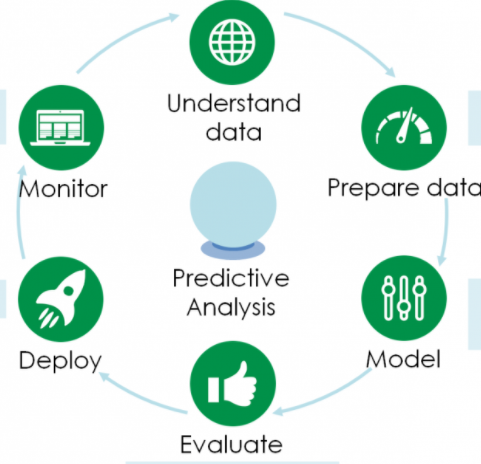 Understand
data
Prepare data
Model
Evaluate
Deploy
Monitor
Predictive
Analysis